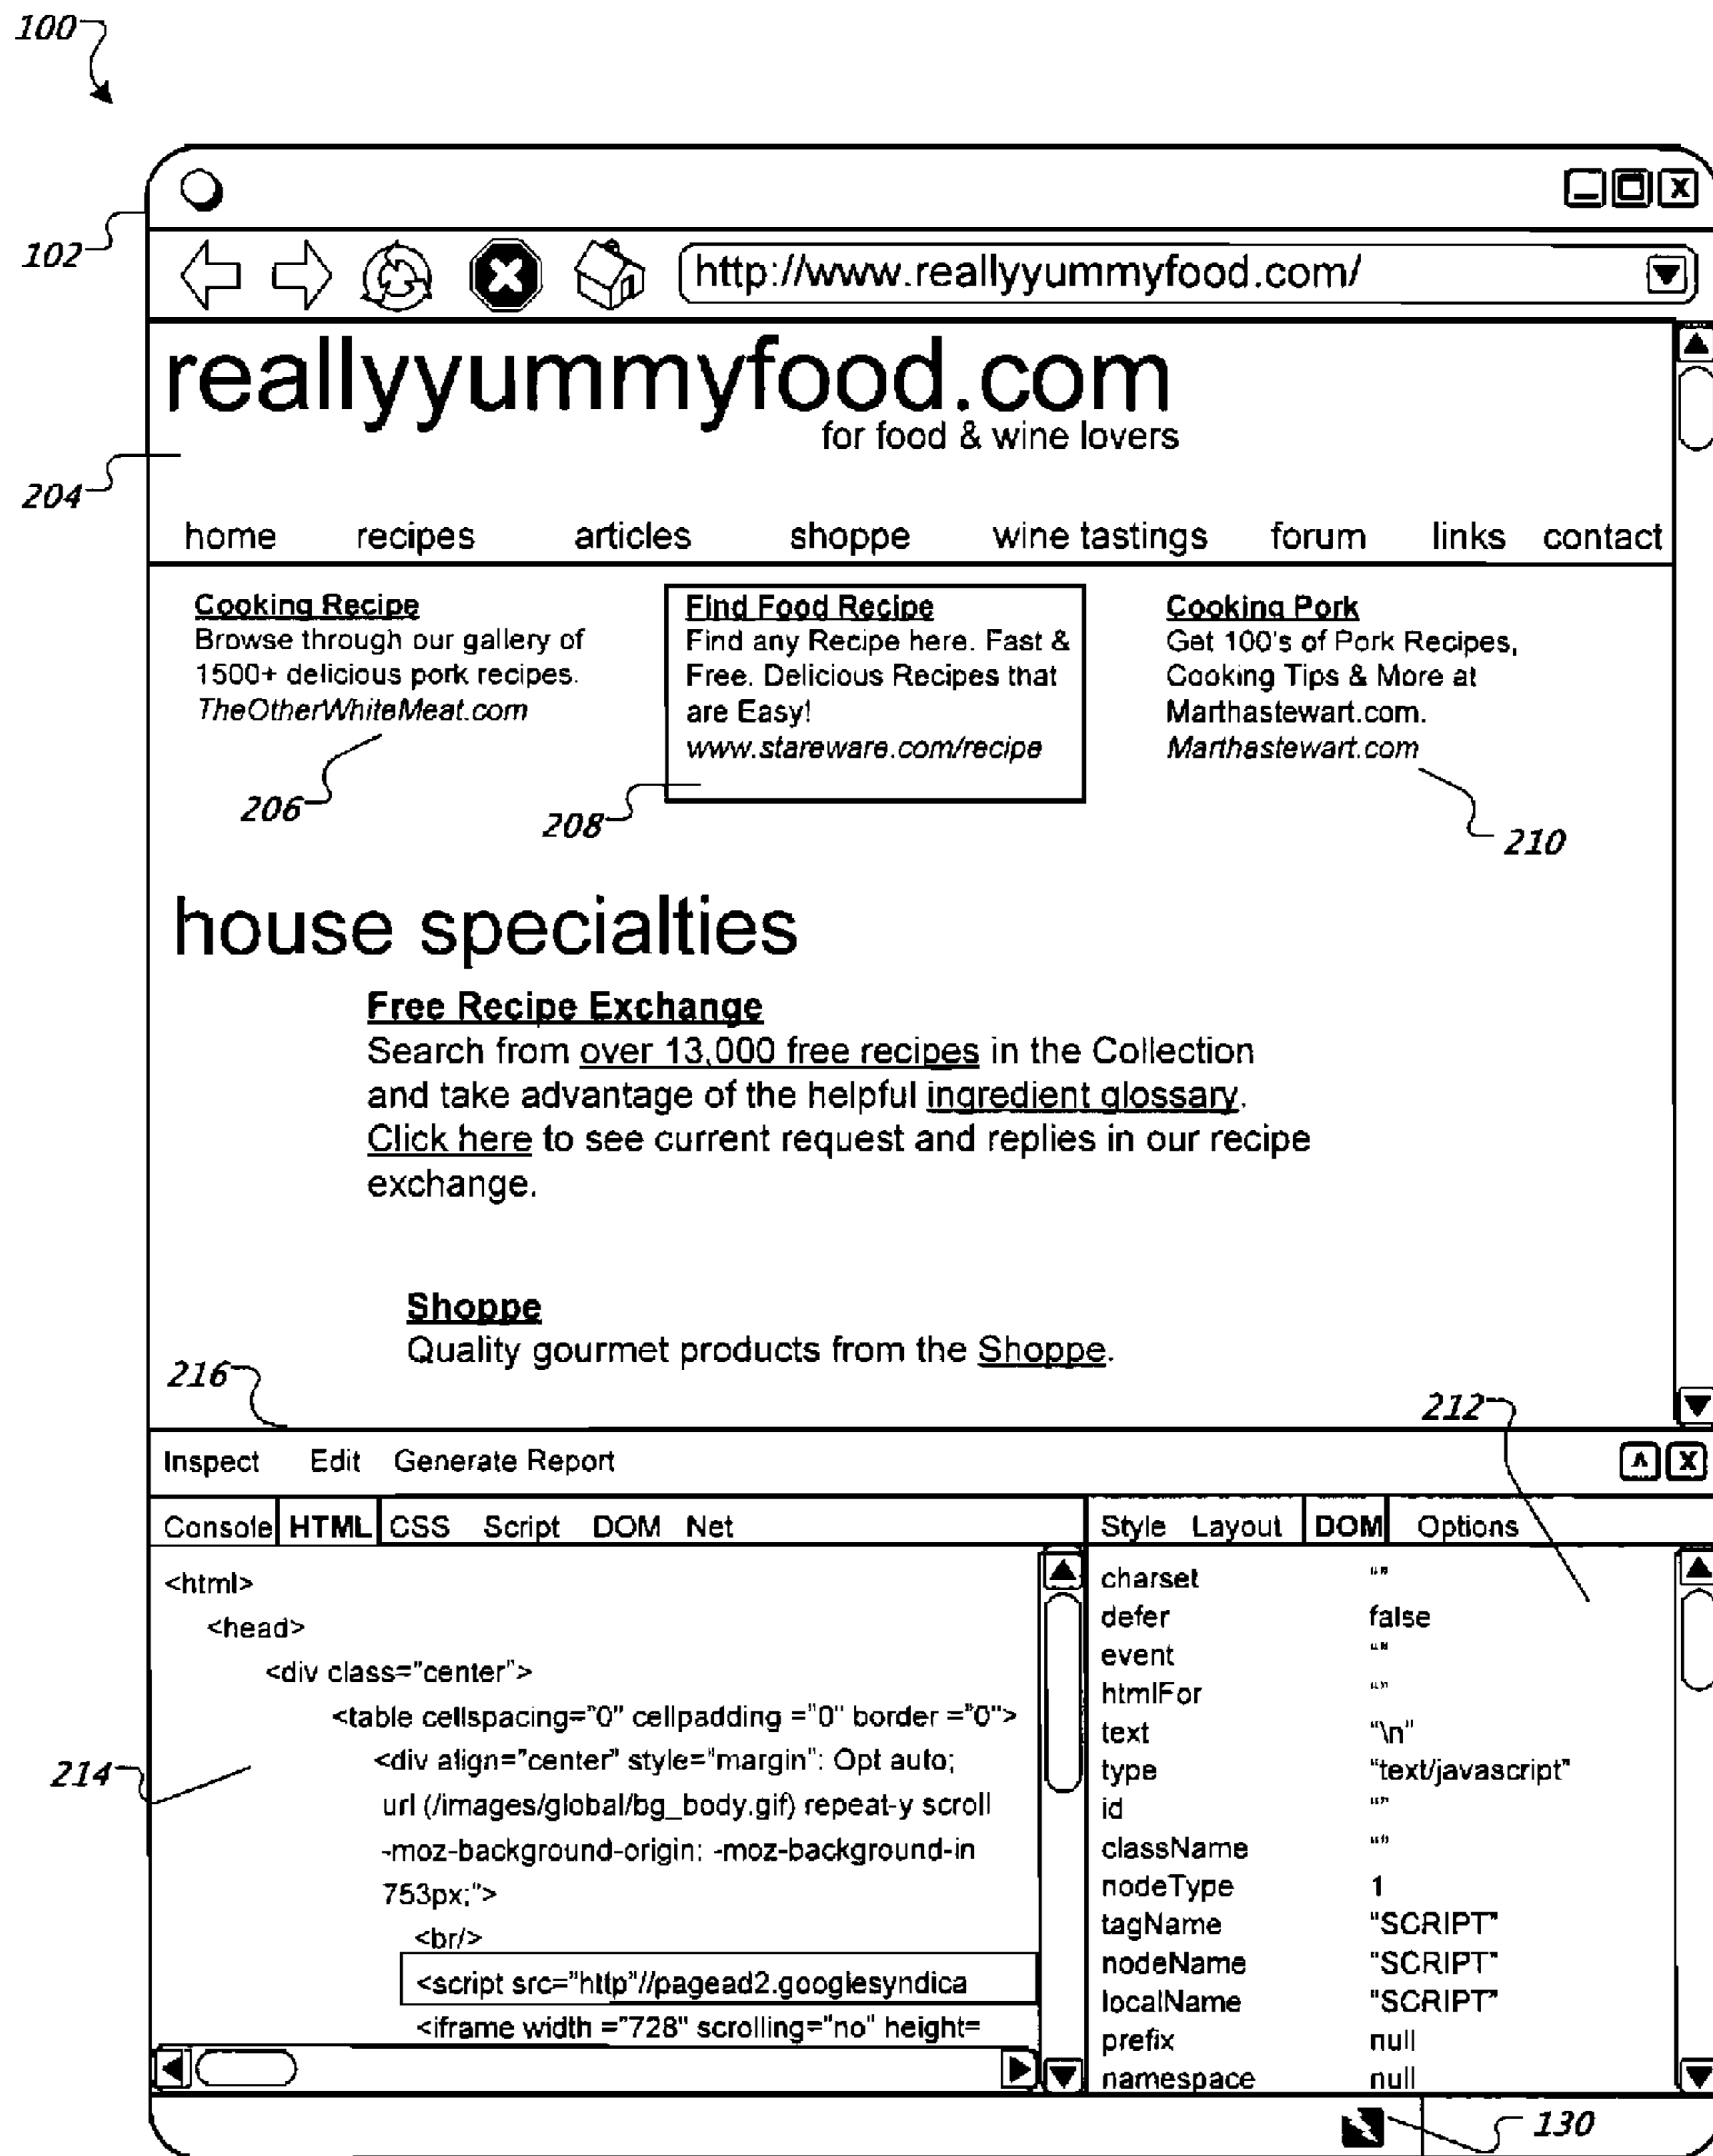 100
102
http://www.reallyyummyfood.com/
reallyyummyfood.com
for food & wine lovers
204
home recipes articles shoppe wine tastings forum links contact
Cooking Recipe
Browse through our gallery of
1500+ delicious pork recipes.
TheOtherWhiteMeat.com
206
Find Food Recipe
Find any Recipe here. Fast &
Free. Delicious Recipes that
are Easy!
www.stareware.com/recipe
208
Cooking Pork
Get 100's of Pork Recipes,
Cooking Tips & More at
Marthastewart.com.
Marthastewart.com
210
house specialties
Free Recipe Exchange
Search from over 13,000 free recipes in the Collection
and take advantage of the helpful ingredient glossary.
Click here to see current request and replies in our recipe
exchange.
Shoppe
Quality gourmet products from the Shoppe.
216
212
Inspect Edit Generate Report
Console HTML CSS Script DOM Net
<html>
<head>
<div class="center">
<table cellspacing="0" cellpadding ="0" border ="0">
<div align="center" style="margin": Opt auto;
url (/images/global/bg_body.gif) repeat-y scroll
-moz-background-origin: -moz-background-in
753px;">
<br/>
<script src="http"//pagead2.googlesyndica
<iframe width ="728" scrolling="no" height=
214
Style Layout DOM Options
charset ""
defer false
event ""
htmlFor ""
text "\n"
type "text/javascript"
id ""
className ""
nodeType 1
tagName "SCRIPT"
nodeName "SCRIPT"
localName "SCRIPT"
prefix null
namespace null
130